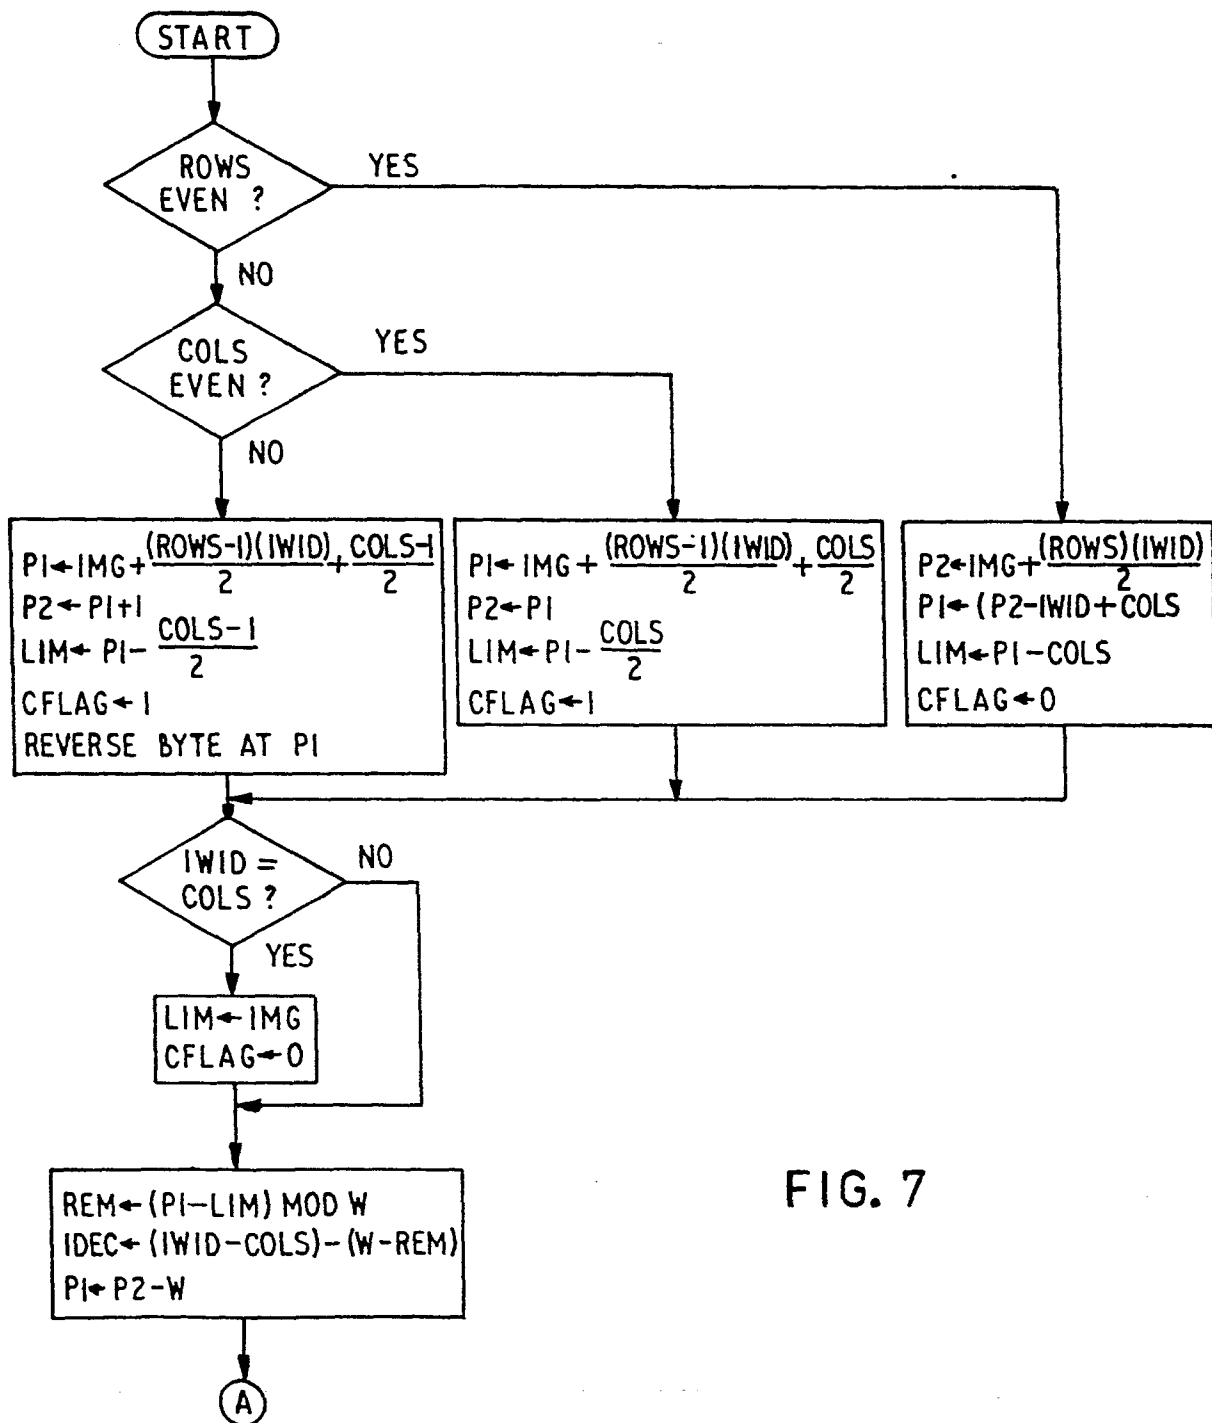 START
ROWS
EVEN ?
YES
NO
COLS
EVEN ?
YES
NO
P1←IMG+(ROWS-1)(IWID)/2+COLS-1/2
P2←P1+1
LIM←P1-COLS-1/2
CFLAG←1
REVERSE BYTE AT P1
P1←IMG+(ROWS-1)(IWID)/2+COLS/2
P2←P1
LIM←P1-COLS/2
CFLAG←1
P2←IMG+(ROWS)(IWID)/2
P1←(P2-IWID+COLS
LIM←P1-COLS
CFLAG←0
IWID=
COLS?
NO
YES
LIM←IMG
CFLAG←0
REM←(P1-LIM) MOD W
IDEC←(IWID-COLS)-(W-REM)
P1←P2-W
FIG. 7
A